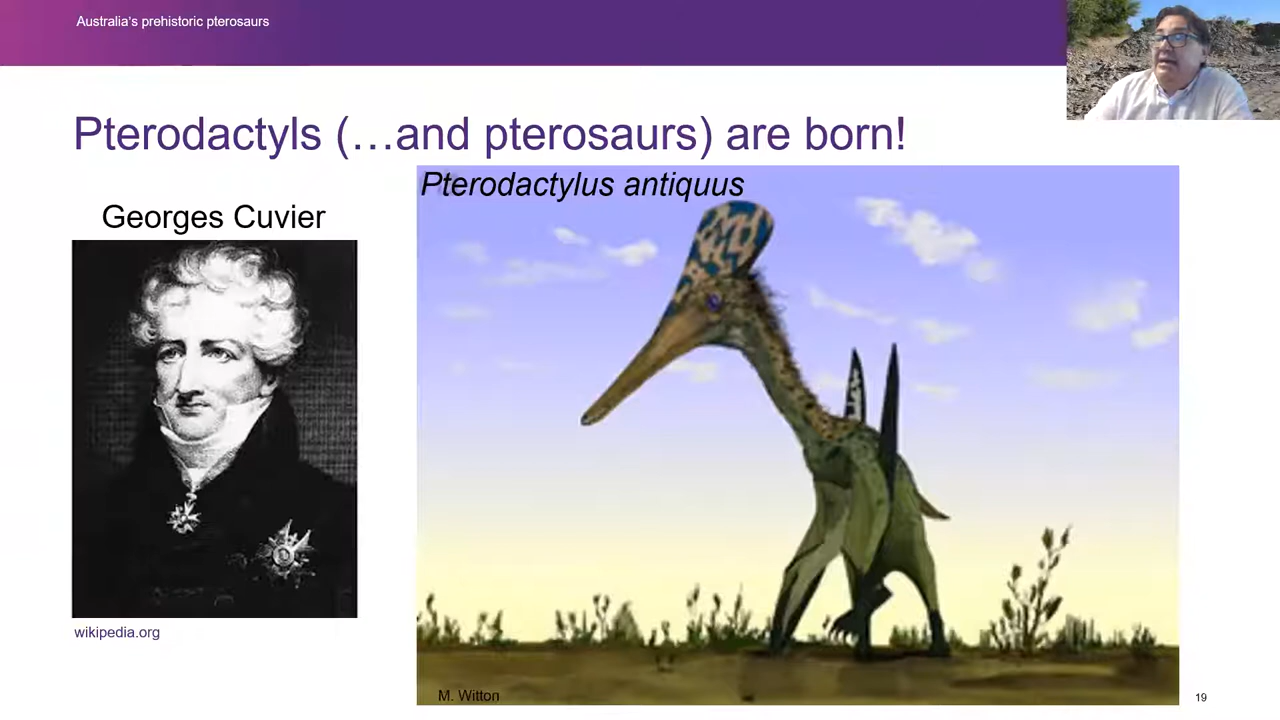 Australia's prehistoric pterosaurs
Pterodactyls (…and pterosaurs) are born!
Georges Cuvier
Pterodactylus antiquus
wikipedia.org
M. Witton
19